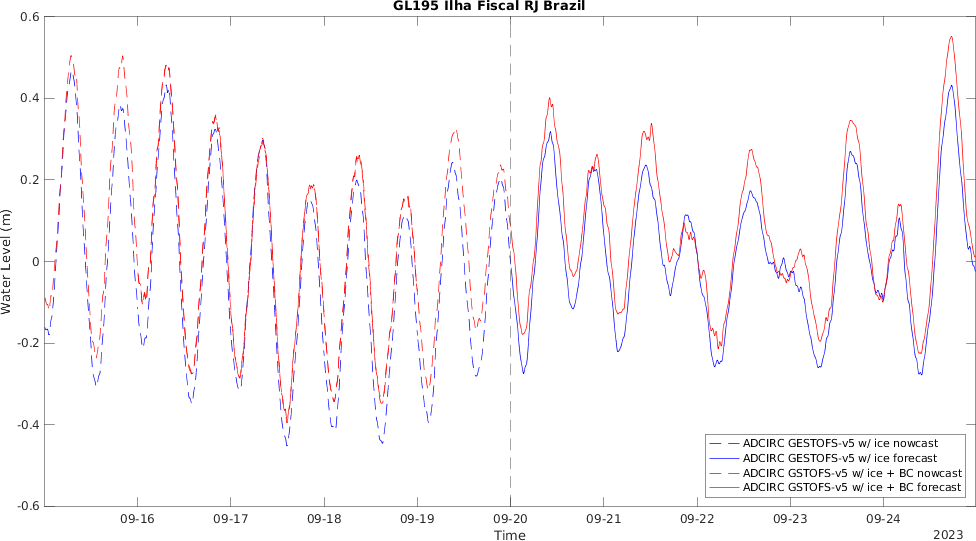 GL195 Ilha Fiscal RJ Brazil
Water Level (m)
0.6
0.4
0.2
0
-0.2
-0.4
-0.6
ADCIRC GESTOFS-v5 w/ ice nowcast
ADCIRC GESTOFS-v5 w/ ice forecast
ADCIRC GSTOFS-v5 w/ ice + BC nowcast
ADCIRC GSTOFS-v5 w/ ice + BC forecast
09-16 09-17 09-18 09-19 09-20 09-21 09-22 09-23 09-24
Time
2023